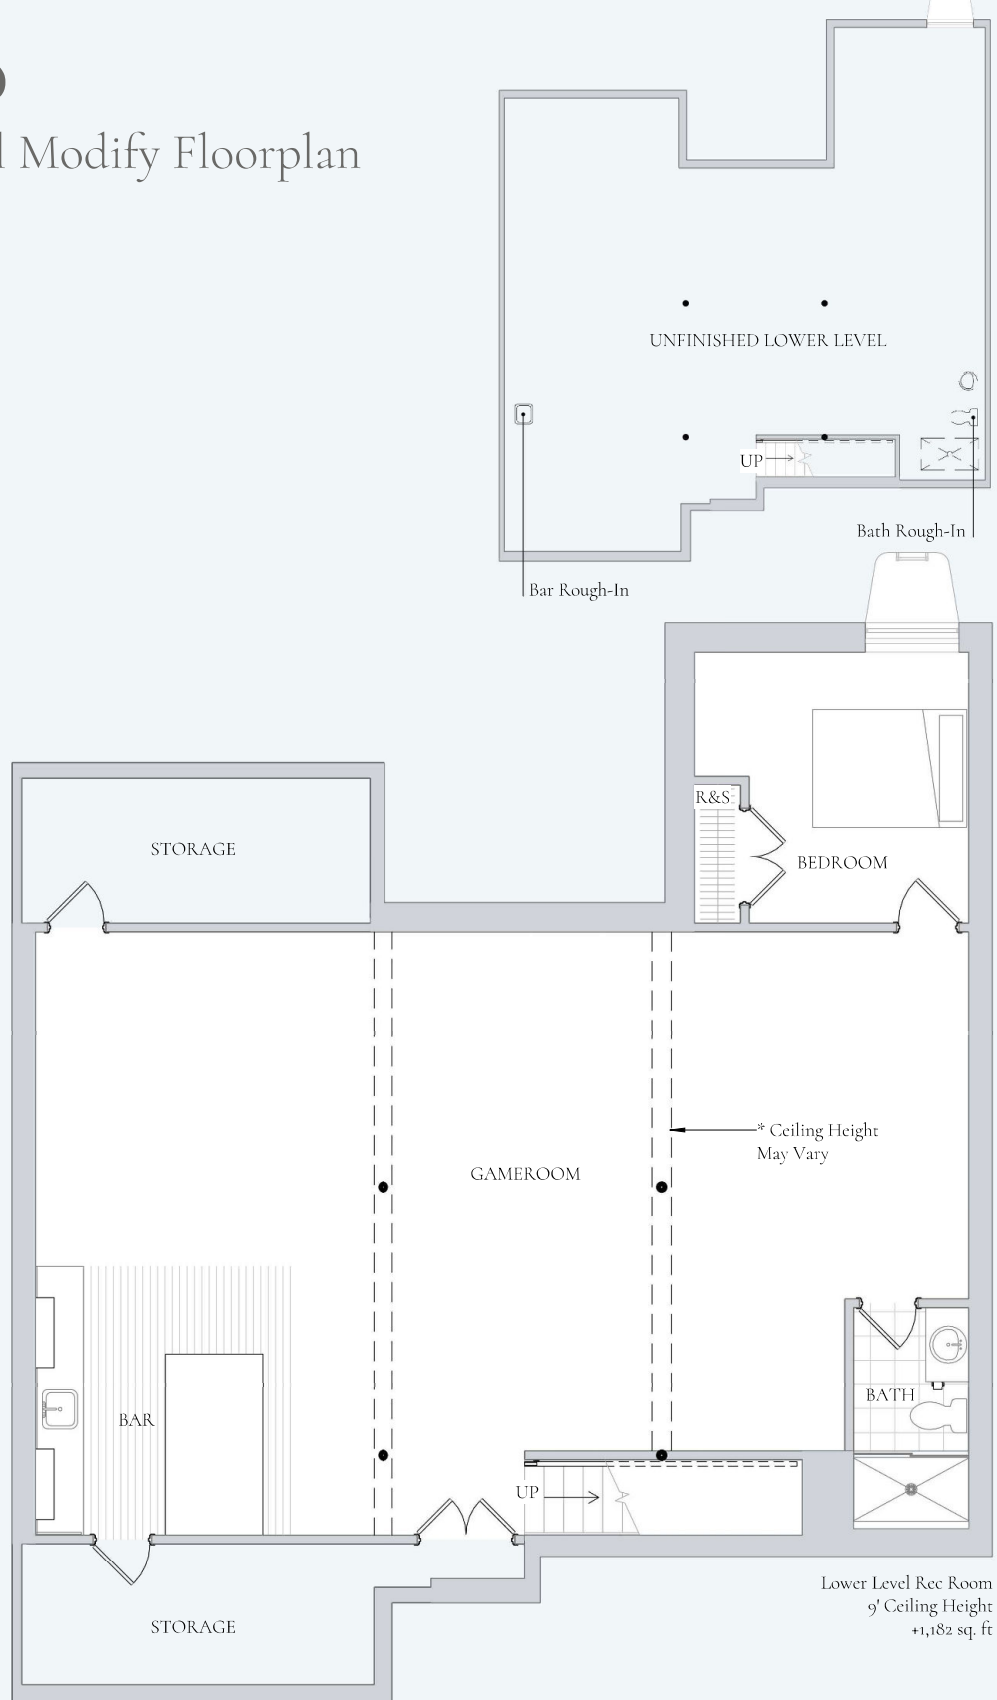 Modify Floorplan
UNFINISHED LOWER LEVEL
UP
Bath Rough-In
Bar Rough-In
R&S
STORAGE
BEDROOM
* Ceiling Height
May Vary
GAMEROOM
BATH
BAR
UP
Lower Level Rec Room
9' Ceiling Height
+1,182 sq. ft
STORAGE